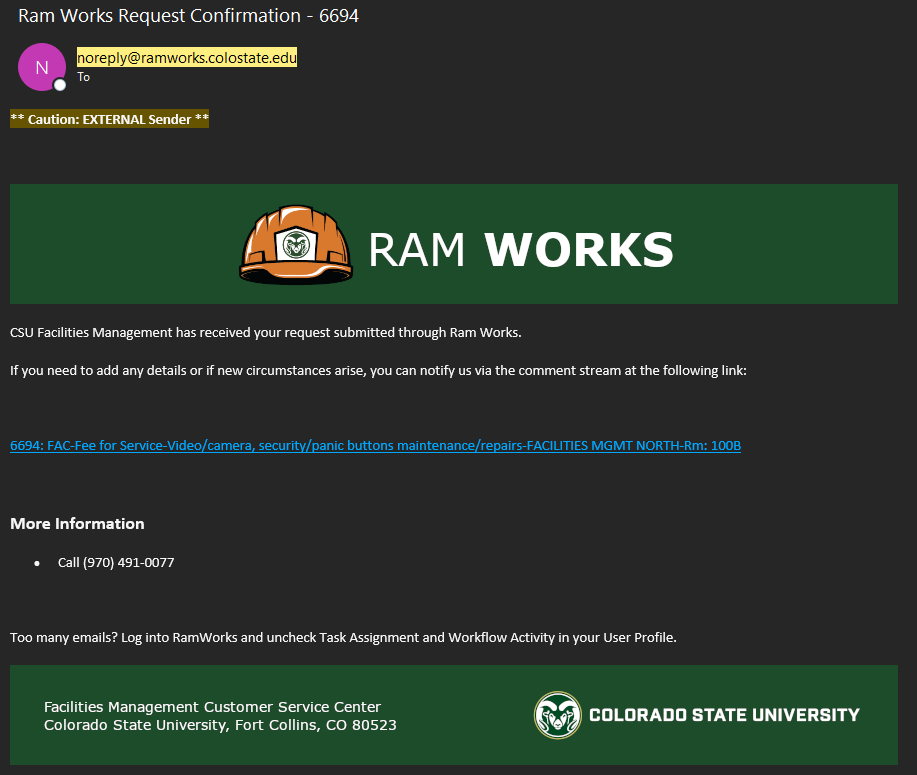 Ram Works Request Confirmation - 6694
N
noreply@ramworks.colostate.edu
To
** Caution: EXTERNAL Sender **
RAM WORKS
CSU Facilities Management has received your request submitted through Ram Works.
If you need to add any details or if new circumstances arise, you can notify us via the comment stream at the following link:
6694: FAC-Fee for Service-Video/camera, security/panic buttons maintenance/repairs-FACILITIES MGMT NORTH-Rm: 100B
More Information
• Call (970) 491-0077
Too many emails? Log into RamWorks and uncheck Task Assignment and Workflow Activity in your User Profile.
Facilities Management Customer Service Center
Colorado State University, Fort Collins, CO 80523
COLORADO STATE UNIVERSITY